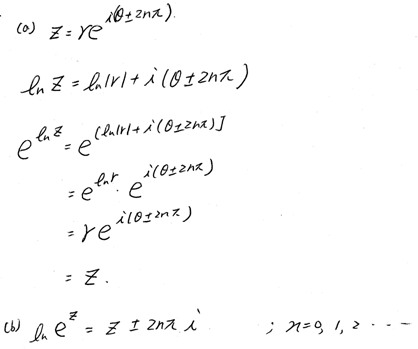 (a) z = re^{i(θ±2nπ)}.
ln z = ln|r| + i(θ±2nπ)
e^{ln z} = e^{[ln|r| + i(θ±2nπ)]}
= e^{ln r} · e^{i(θ±2nπ)}
= re^{i(θ±2nπ)}
= z.
(b) ln e^z = z ± 2nπ i ; n=0, 1, 2 · - - -